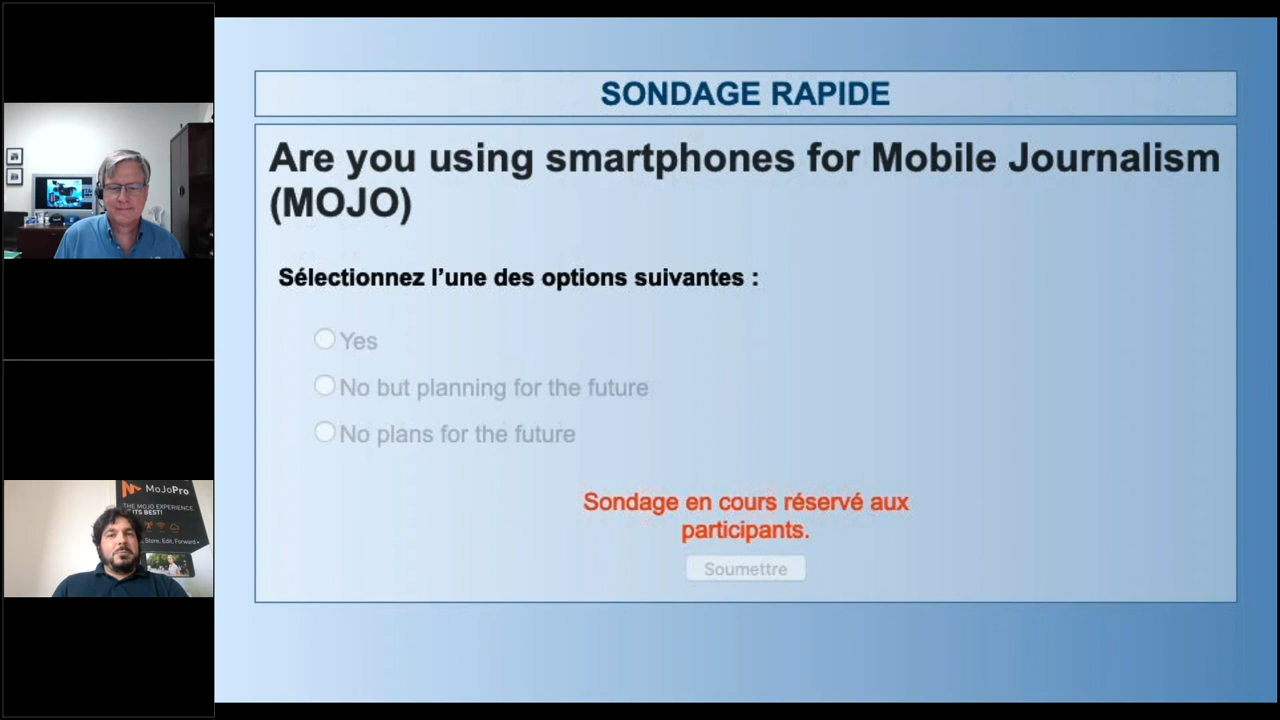 SONDAGE RAPIDE
Are you using smartphones for Mobile Journalism
(MOJO)
Sélectionnez l’une des options suivantes :
Yes
No but planning for the future
No plans for the future
Sondage en cours réservé aux
participants.
Soumettre
MoJoPro
THE MOJO EXPERIENCE
ITS BEST!
Store, Edit, Forward+